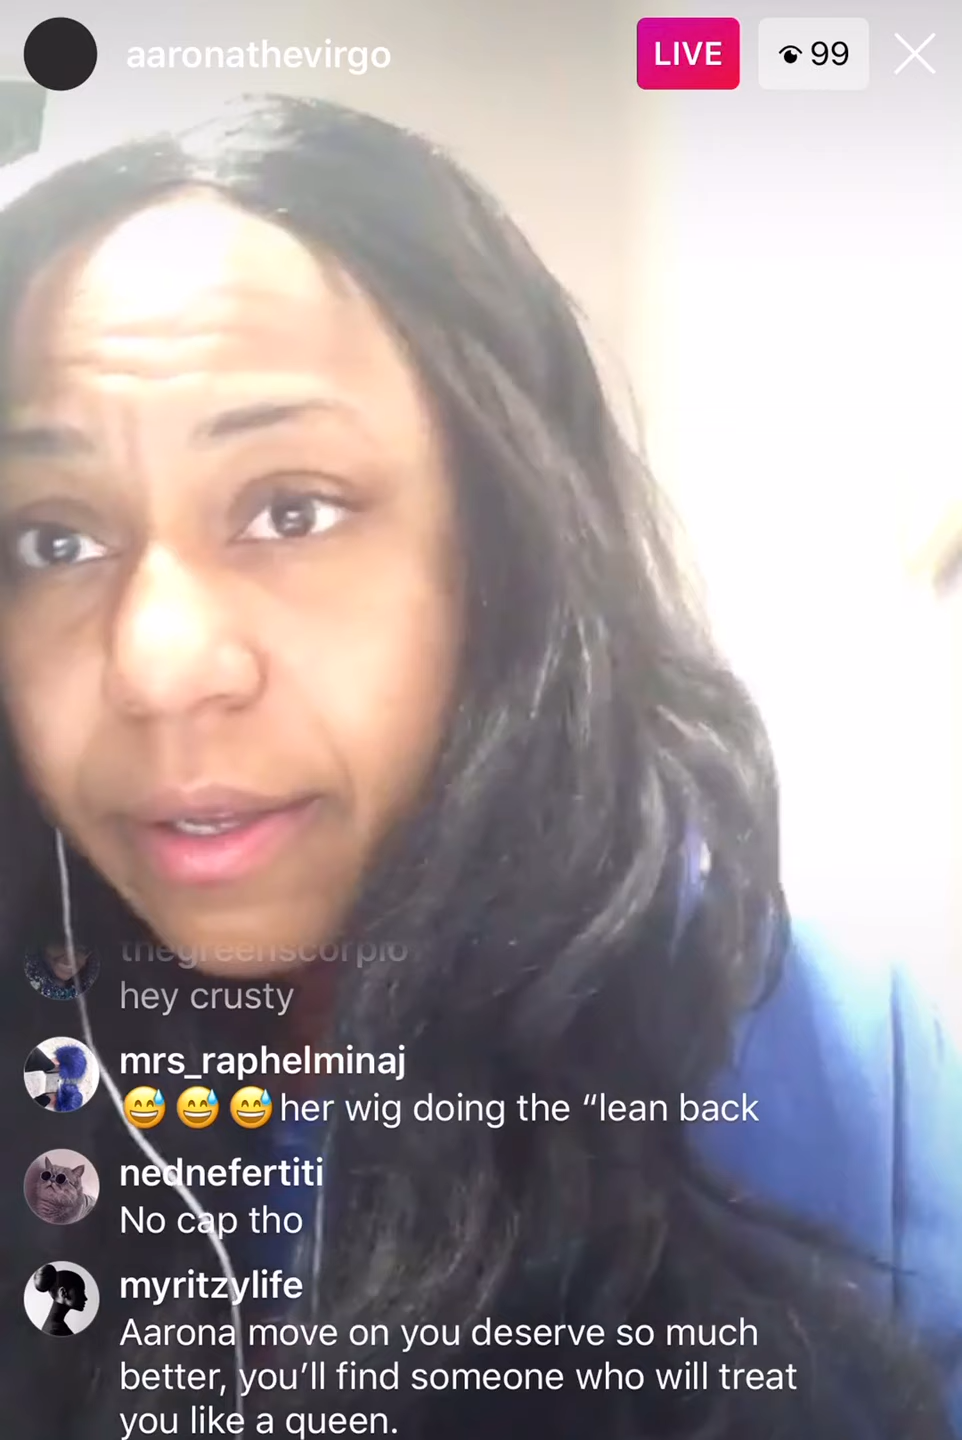 aaronathevirgo LIVE 99
thegreenscorpio
hey crusty
mrs_raphelminaj
😅😅😅her wig doing the “lean back
nednefertiti
No cap tho
myritzylife
Aarona move on you deserve so much
better, you’ll find someone who will treat
you like a queen.